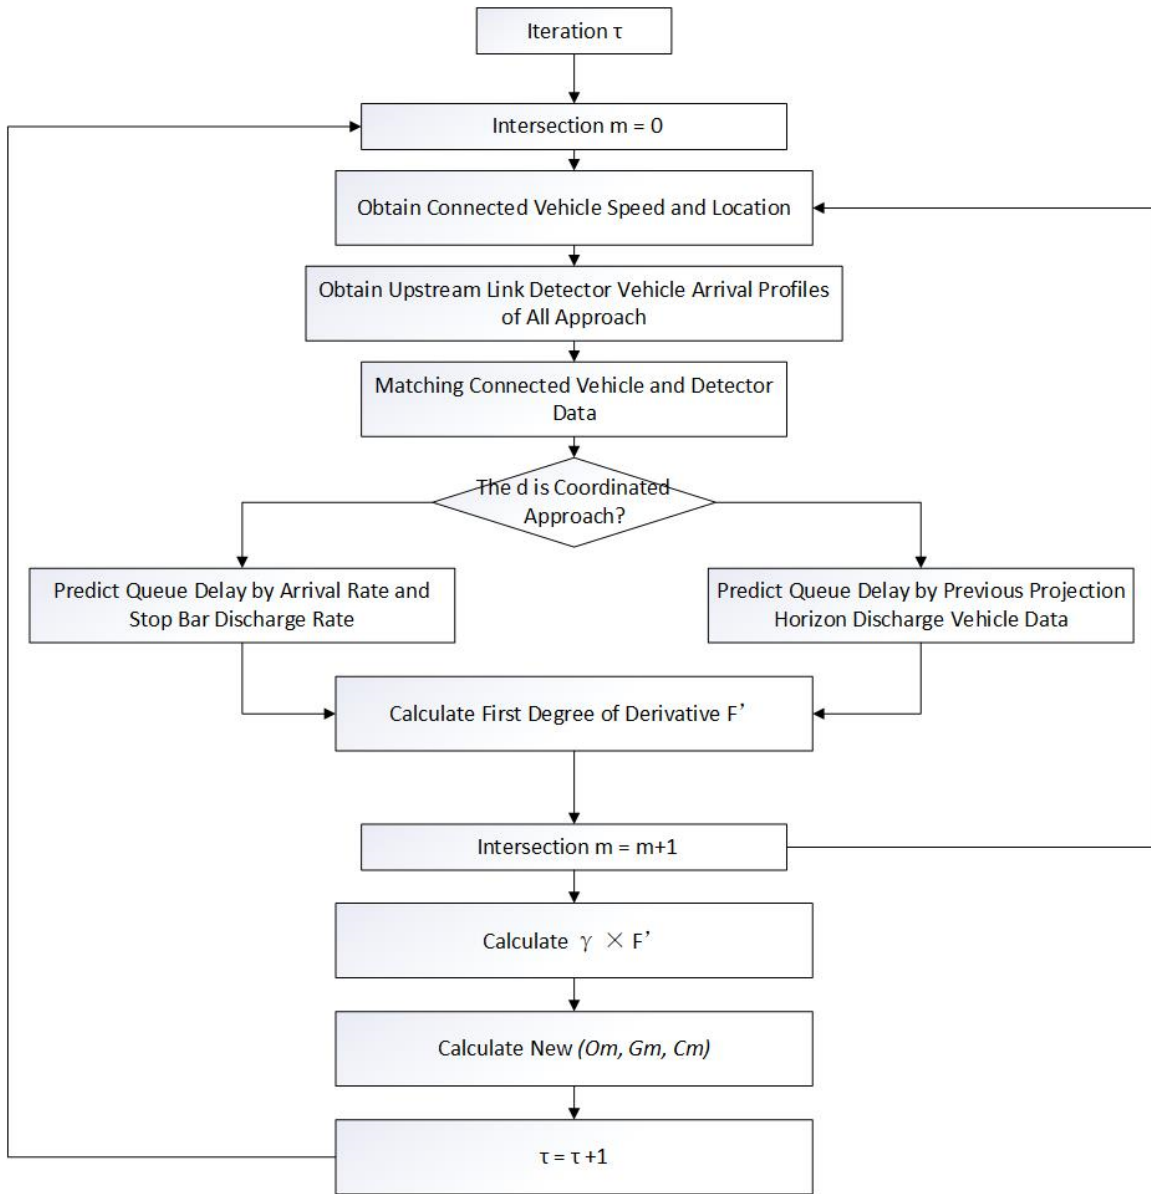 Iteration τ
Intersection m = 0
Obtain Connected Vehicle Speed and Location
Obtain Upstream Link Detector Vehicle Arrival Profiles
of All Approach
Matching Connected Vehicle and Detector
Data
The d is Coordinated
Approach?
Predict Queue Delay by Arrival Rate and
Stop Bar Discharge Rate
Predict Queue Delay by Previous Projection
Horizon Discharge Vehicle Data
Calculate First Degree of Derivative F’
Intersection m = m+1
Calculate γ × F’
Calculate New (Om, Gm, Cm)
τ = τ +1